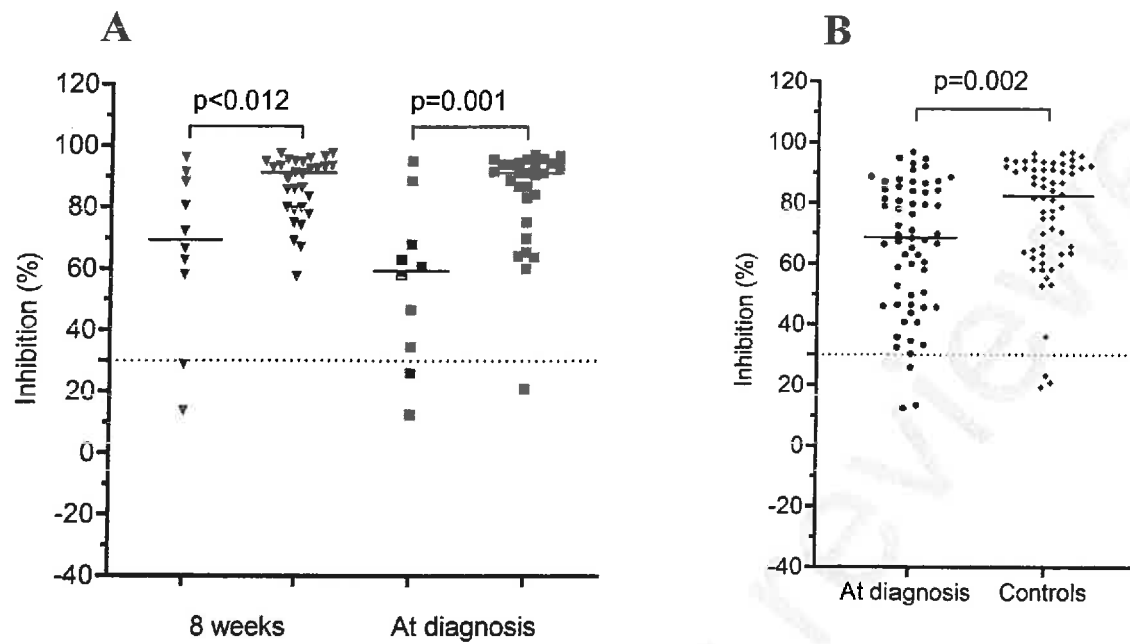 A
120
100
80
60
40
20
0
-20
-40
Inhibition (%)
p<0.012
p=0.001
8 weeks
At diagnosis
B
120
100
80
60
40
20
0
-20
-40
Inhibition (%)
p=0.002
At diagnosis
Controls